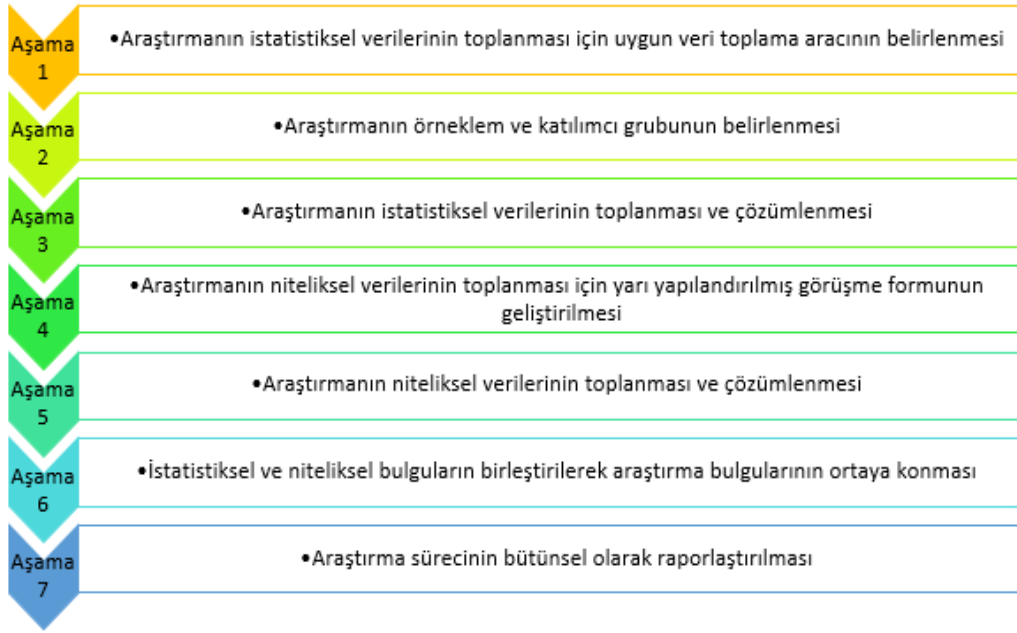 Aşama
1
•Araştırmanın istatistiksel verilerinin toplanması için uygun veri toplama aracının belirlenmesi
Aşama
2
•Araştırmanın örneklem ve katılımcı grubunun belirlenmesi
Aşama
3
•Araştırmanın istatistiksel verilerinin toplanması ve çözümlenmesi
Aşama
4
•Araştırmanın niteliksel verilerinin toplanması için yarı yapılandırılmış görüşme formunun
geliştirilmesi
Aşama
5
•Araştırmanın niteliksel verilerinin toplanması ve çözümlenmesi
Aşama
6
•İstatistiksel ve niteliksel bulguların birleştirilerek araştırma bulgularının ortaya konması
Aşama
7
•Araştırma sürecinin bütünsel olarak raporlaştırılması